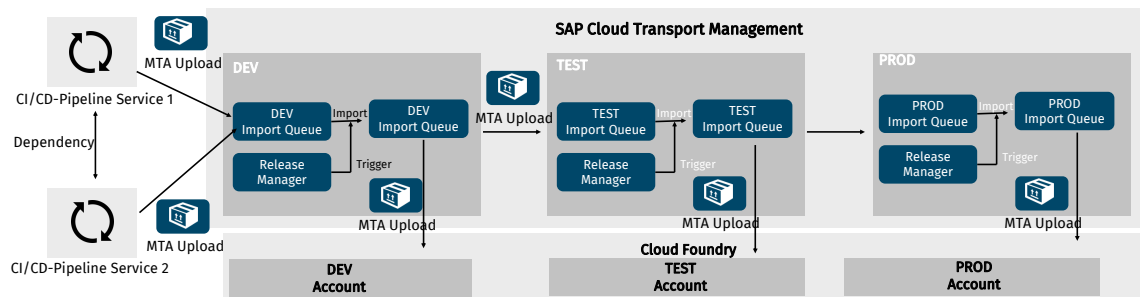 SAP Cloud Transport Management
MTA Upload
CI/CD-Pipeline Service 1
Dependency
MTA Upload
CI/CD-Pipeline Service 2
DEV
DEV
Import Queue
Import
DEV
Import Queue
Release
Manager
Trigger
MTA Upload
MTA Upload
TEST
TEST
Import Queue
Import
TEST
Import Queue
Release
Manager
Trigger
MTA Upload
PROD
PROD
Import Queue
Import
PROD
Import Queue
Release
Manager
Trigger
MTA Upload
Cloud Foundry
DEV
Account
TEST
Account
PROD
Account